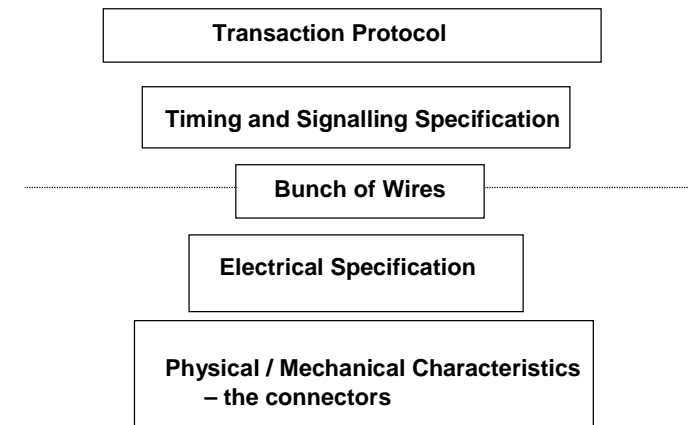 Transaction Protocol
Timing and Signalling Specification
Bunch of Wires
Electrical Specification
Physical / Mechanical Characteristics
– the connectors